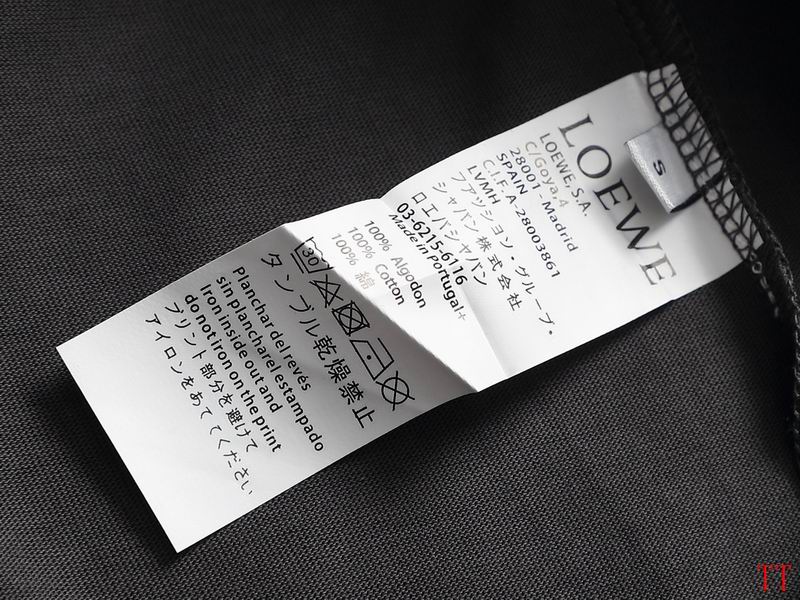 LOEWE
S
LOEWE, S.A.
C/Goya, 4
28001 - Madrid
SPAIN
C.I.F: A-28003861
LVMH
ファッション・グループ・
ジャパン株式会社
ロエベジャパン
03-6215-6116
Made in Portugal
100% Algodon
100% Cotton
100% 綿
30
タンブル乾燥禁止
Planchar del revés
sin planchar el estampado
Iron inside out and
do not iron on the print
プリント部分を避けて
アイロンをあててください
TT